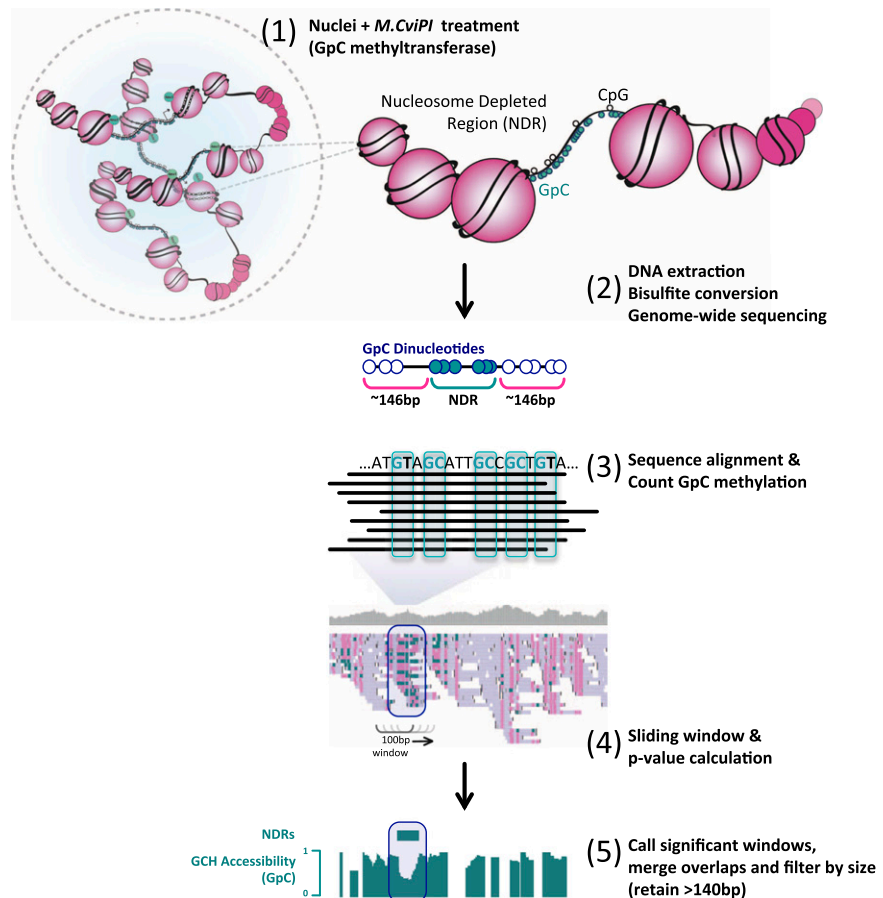 (1) Nuclei + M.CviPI treatment
(GpC methyltransferase)
Nucleosome Depleted
Region (NDR)
CpG
GpC
(2) DNA extraction
Bisulfite conversion
Genome-wide sequencing
GpC Dinucleotides
~146bp NDR ~146bp
...ATGTAGCATTGCCGCTGTA...
(3) Sequence alignment &
Count GpC methylation
100bp
window
(4) Sliding window &
p-value calculation
NDRs
GCH Accessibility
(GpC)
1
0
(5) Call significant windows,
merge overlaps and filter by size
(retain >140bp)